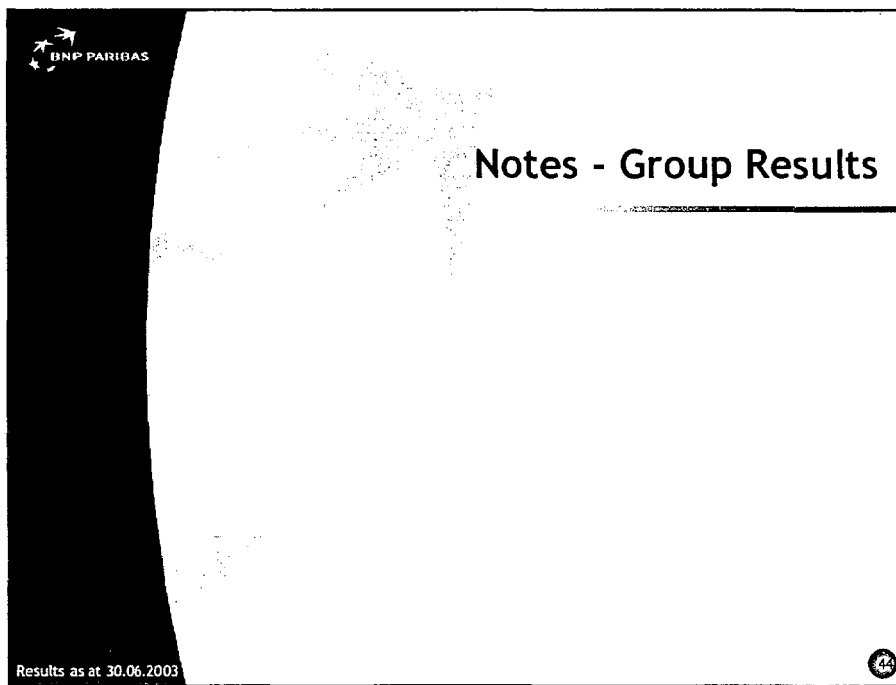 BNP PARIBAS
Notes - Group Results
Results as at 30.06.2003
44